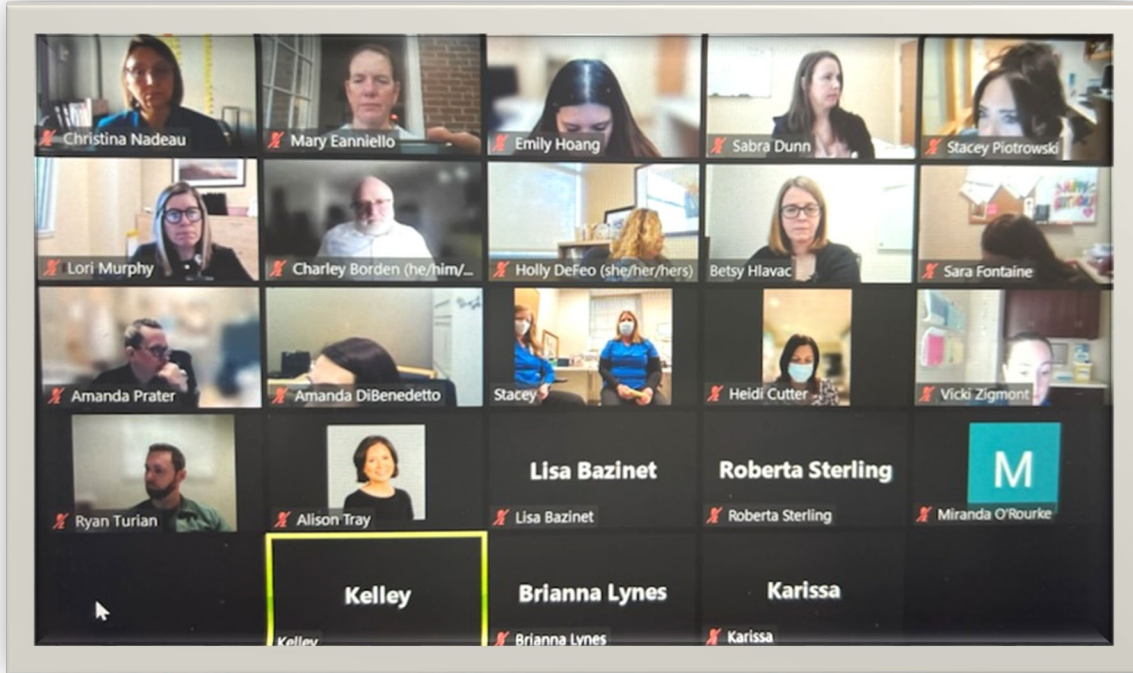 Christina Nadeau
Mary Eanniello
Emily Hoang
Sabra Dunn
Stacey Piotrowski
Lori Murphy
Charley Borden (he/him/...
Holly DeFeo (she/her/hers)
Betsy Hlavac
Sara Fontaine
HAPPY
Amanda Prater
Amanda DiBenedetto
Stacey
Heidi Cutter
Vicki Zigmont
Ryan Turian
Alison Tray
Lisa Bazinet
Lisa Bazinet
Roberta Sterling
Roberta Sterling
M
Miranda O'Rourke
Kelley
Kelley
Brianna Lynes
Brianna Lynes
Karissa
Karissa